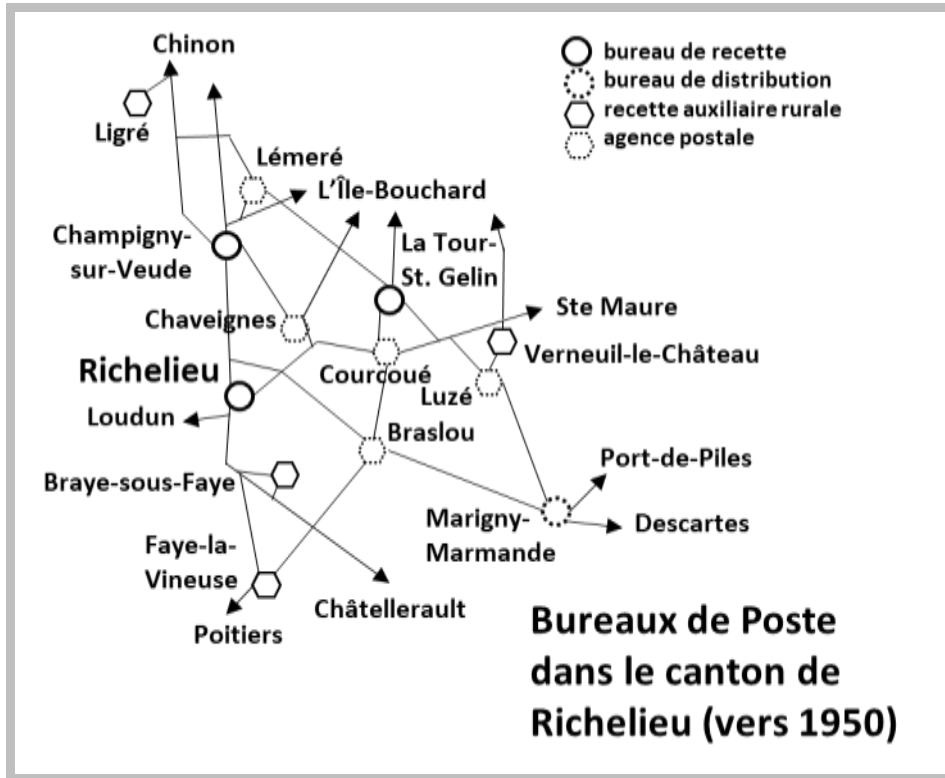 Chinon
bureau de recette
bureau de distribution
recette auxiliaire rurale
agence postale
Ligré
Lémeré
L'Île-Bouchard
Champigny-
sur-Veude
La Tour-
St. Gelin
Chaveignes
Ste Maure
Richelieu
Courcoué
Verneuil-le-Château
Luzé
Loudun
Braslou
Braye-sous-Faye
Port-de-Piles
Marigny-
Marmande
Descartes
Faye-la-
Vineuse
Châtellerault
Poitiers
Bureaux de Poste
dans le canton de
Richelieu (vers 1950)